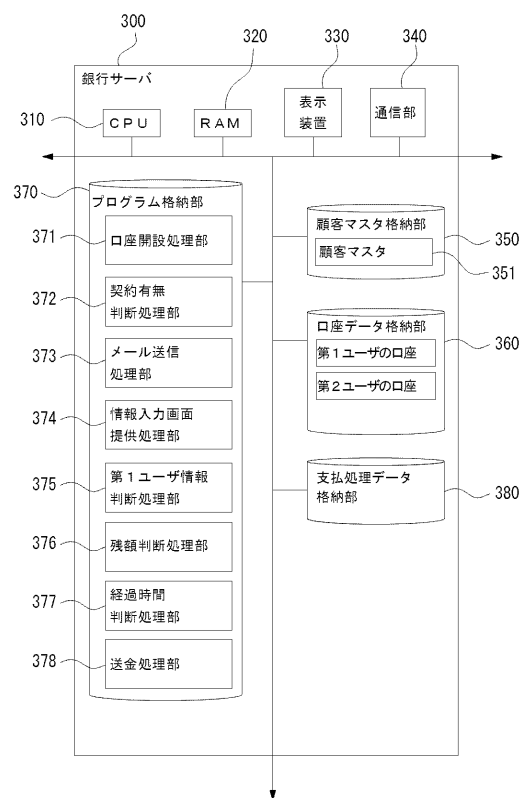 300
銀行サーバ
310
CPU
320
RAM
330
表示
装置
340
通信部
370
プログラム格納部
371
口座開設処理部
372
契約有無
判断処理部
373
メール送信
処理部
374
情報入力画面
提供処理部
375
第1ユーザ情報
判断処理部
376
残額判断処理部
377
経過時間
判断処理部
378
送金処理部
顧客マスタ格納部
350
顧客マスタ
351
口座データ格納部
360
第1ユーザの口座
第2ユーザの口座
支払処理データ
格納部
380